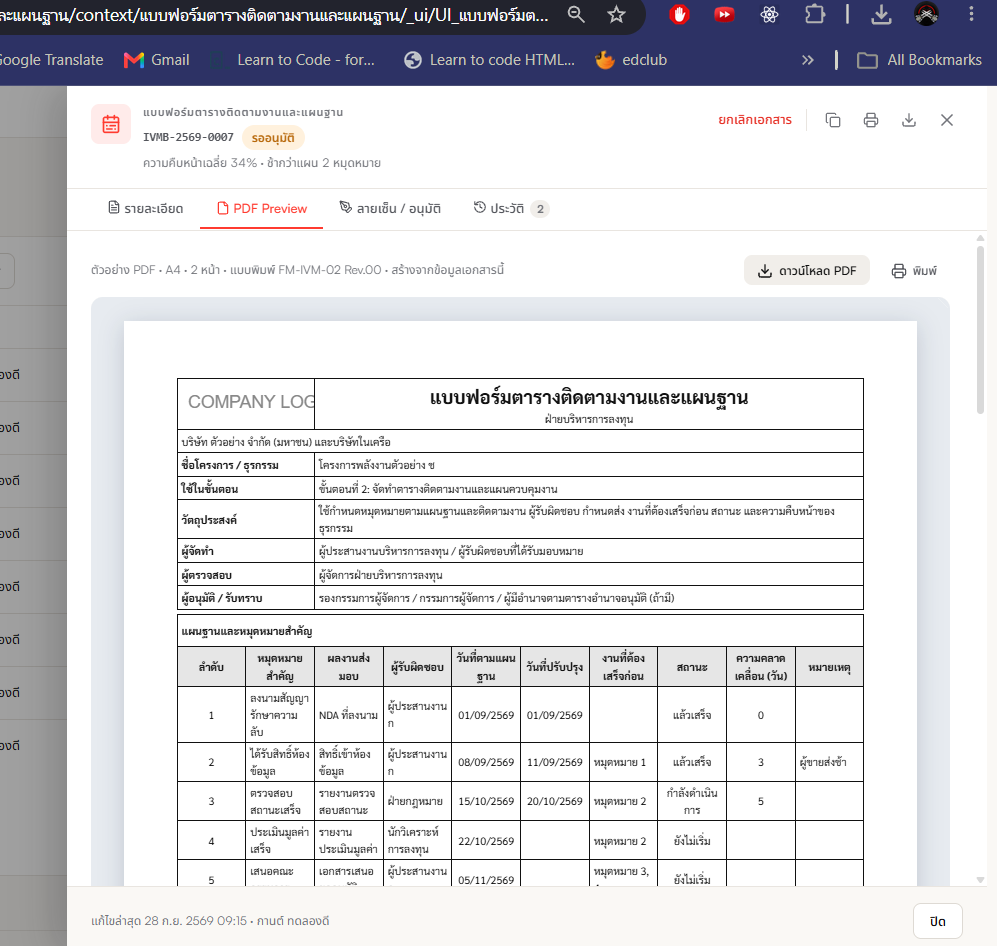 ะแผนฐาน/context/แบบฟอร์มตารางติดตามงานและแผนฐาน/_ui/UI_แบบฟอร์มต...
Google Translate Gmail Learn to Code - for... Learn to code HTML... edclub » All Bookmarks
แบบฟอร์มตารางติดตามงานและแผนฐาน
IVMB-2569-0007 รออนุมัติ
ความคืบหน้าเฉลี่ย 34% • ช้ากว่าแผน 2 หมุดหมาย
ยกเลิกเอกสาร
รายละเอียด PDF Preview ลายเซ็น / อนุมัติ ประวัติ 2
ตัวอย่าง PDF • A4 • 2 หน้า • แบบพิมพ์ FM-IVM-02 Rev.00 • สร้างจากข้อมูลเอกสารนี้
ดาวน์โหลด PDF พิมพ์
COMPANY LOG
แบบฟอร์มตารางติดตามงานและแผนฐาน
ฝ่ายบริหารการลงทุน
บริษัท ตัวอย่าง จำกัด (มหาชน) และบริษัทในเครือ
ชื่อโครงการ / ธุรกรรม โครงการพลังงานตัวอย่าง ช
ใช้ในขั้นตอน ขั้นตอนที่ 2: จัดทำตารางติดตามงานและแผนควบคุมงาน
วัตถุประสงค์ ใช้กำหนดหมุดหมายตามแผนฐานและติดตามงาน ผู้รับผิดชอบ กำหนดส่ง งานที่ต้องเสร็จก่อน สถานะ และความคืบหน้าของ
ธุรกรรม
ผู้จัดทำ ผู้ประสานงานบริหารการลงทุน / ผู้รับผิดชอบที่ได้รับมอบหมาย
ผู้ตรวจสอบ ผู้จัดการฝ่ายบริหารการลงทุน
ผู้อนุมัติ / รับทราบ รองกรรมการผู้จัดการ / กรรมการผู้จัดการ / ผู้มีอำนาจตามตารางอำนาจอนุมัติ (ถ้ามี)
แผนฐานและหมุดหมายสำคัญ
ลำดับ หมุดหมายสำคัญ ผลงานส่งมอบ ผู้รับผิดชอบ วันที่ตามแผนฐาน วันที่ปรับปรุง งานที่ต้องเสร็จก่อน สถานะ ความคลาดเคลื่อน (วัน) หมายเหตุ
1 ลงนามสัญญารักษาความลับ NDA ที่ลงนาม ผู้ประสานงาน ก 01/09/2569 01/09/2569 แล้วเสร็จ 0
2 ได้รับสิทธิ์ห้องข้อมูล สิทธิ์เข้าห้องข้อมูล ผู้ประสานงาน ก 08/09/2569 11/09/2569 หมุดหมาย 1 แล้วเสร็จ 3 ผู้ขายส่งช้า
3 ตรวจสอบสถานะเสร็จ รายงานตรวจสอบสถานะ ฝ่ายกฎหมาย 15/10/2569 20/10/2569 หมุดหมาย 2 กำลังดำเนินการ 5
4 ประเมินมูลค่าเสร็จ รายงานประเมินมูลค่า นักวิเคราะห์การลงทุน 22/10/2569 หมุดหมาย 2 ยังไม่เริ่ม
5 เสนอคณะ เอกสารเสนอ ผู้ประสานงาน 05/11/2569 หมุดหมาย 3, ยังไม่เริ่ม
แก้ไขล่าสุด 28 ก.ย. 2569 09:15 • กานต์ ทดลองดี
ปิด